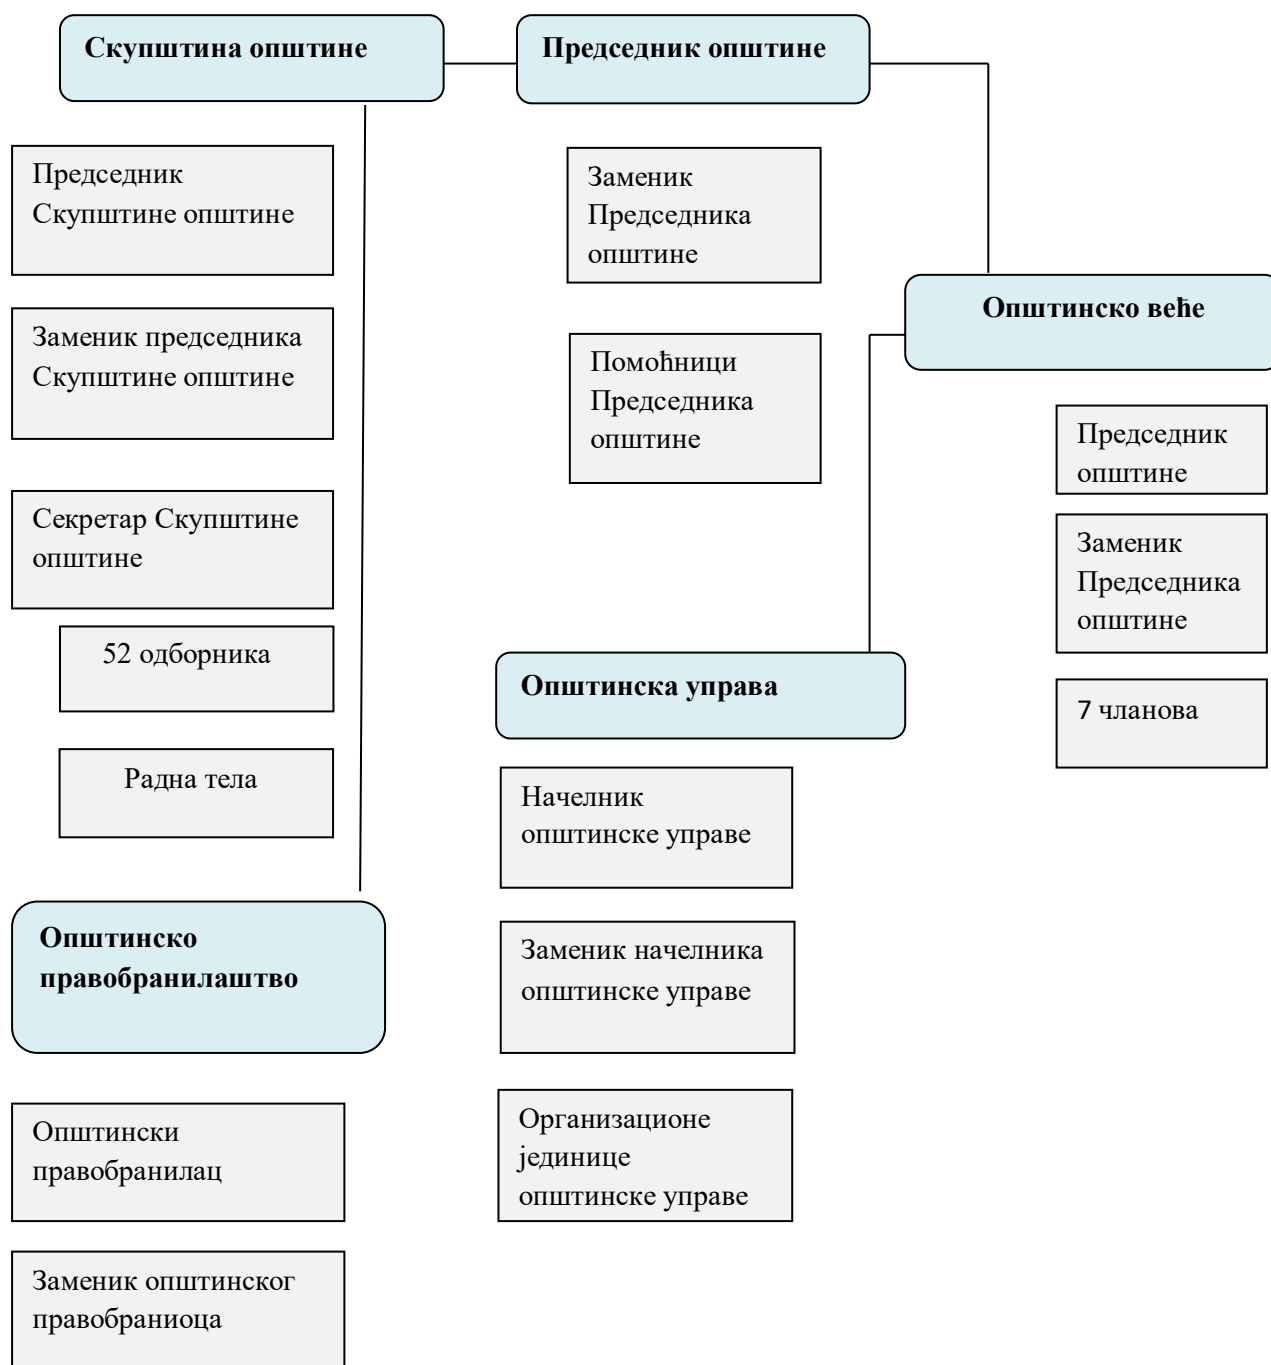 Скупштина општине
Председник општине
Председник
Скупштине општине
Заменик
Председника
општине
Општинско веће
Заменик председника
Скупштине општине
Помоћници
Председника
општине
Председник
општине
Секретар Скупштине
општине
Заменик
Председника
општине
52 одборника
Општинска управа
7 чланова
Радна тела
Начелник
општинске управе
Општинско
правобранилаштво
Заменик начелника
општинске управе
Општински
правобранилац
Организационе
јединице
општинске управе
Заменик општинског
правобраниоца